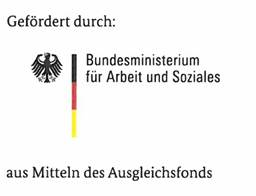 Gefördert durch:
Bundesministerium
für Arbeit und Soziales
aus Mitteln des Ausgleichsfonds